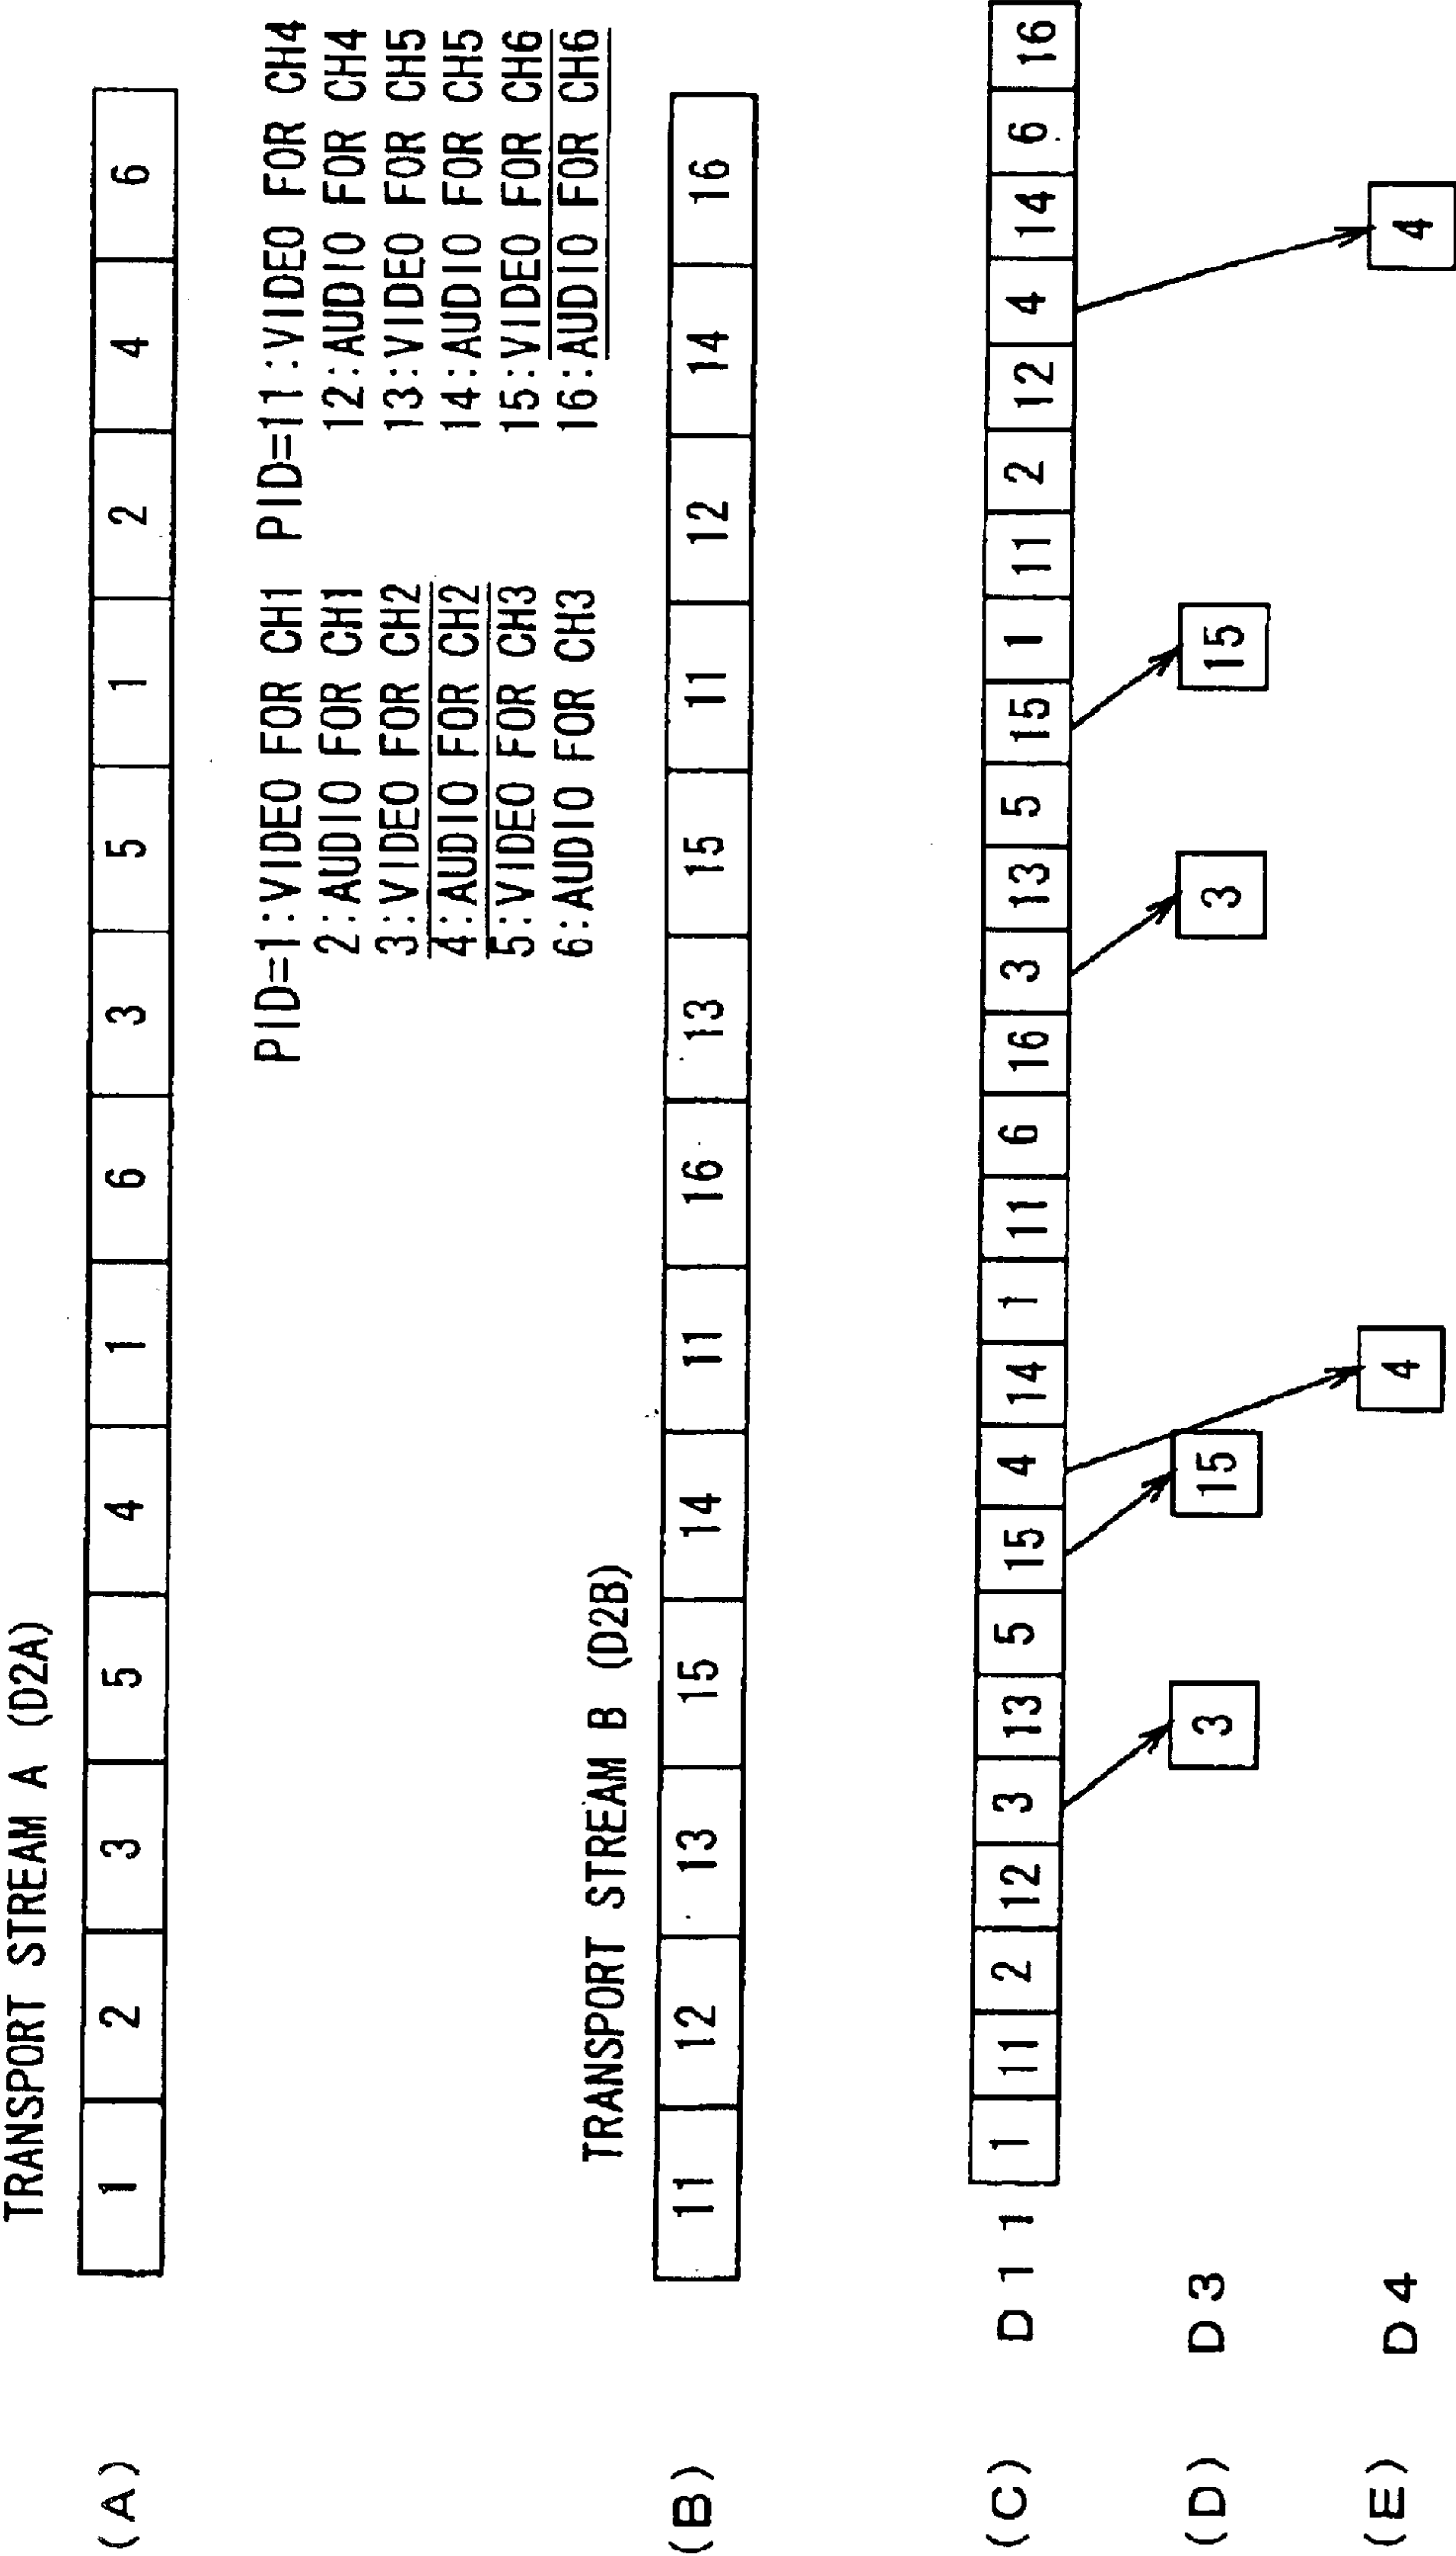 TRANSPORT STREAM A (D2A)
(A) 1 2 3 5 4 1 6 3 5 1 2 4 6
PID=1:VIDEO FOR CH1 PID=11:VIDEO FOR CH4
2:AUDIO FOR CH1 12:AUDIO FOR CH4
3:VIDEO FOR CH2 13:VIDEO FOR CH5
4:AUDIO FOR CH2 14:AUDIO FOR CH5
5:VIDEO FOR CH3 15:VIDEO FOR CH6
6:AUDIO FOR CH3 16:AUDIO FOR CH6
TRANSPORT STREAM B (D2B)
(B) 11 12 13 15 14 11 16 13 15 11 12 14 16
(C) D11 1 11 2 12 3 13 5 15 4 14 1 11 6 16 3 13 5 15 1 11 2 12 4 14 6 16
(D) D3 3 15 3 15
(E) D4 4 4